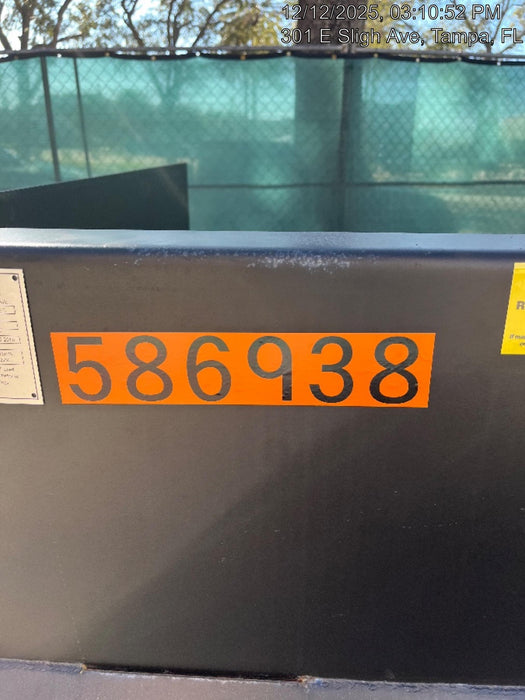 12/12/2025, 03:10:52 PM
301 E Sligh Ave, Tampa, FL
586938
R